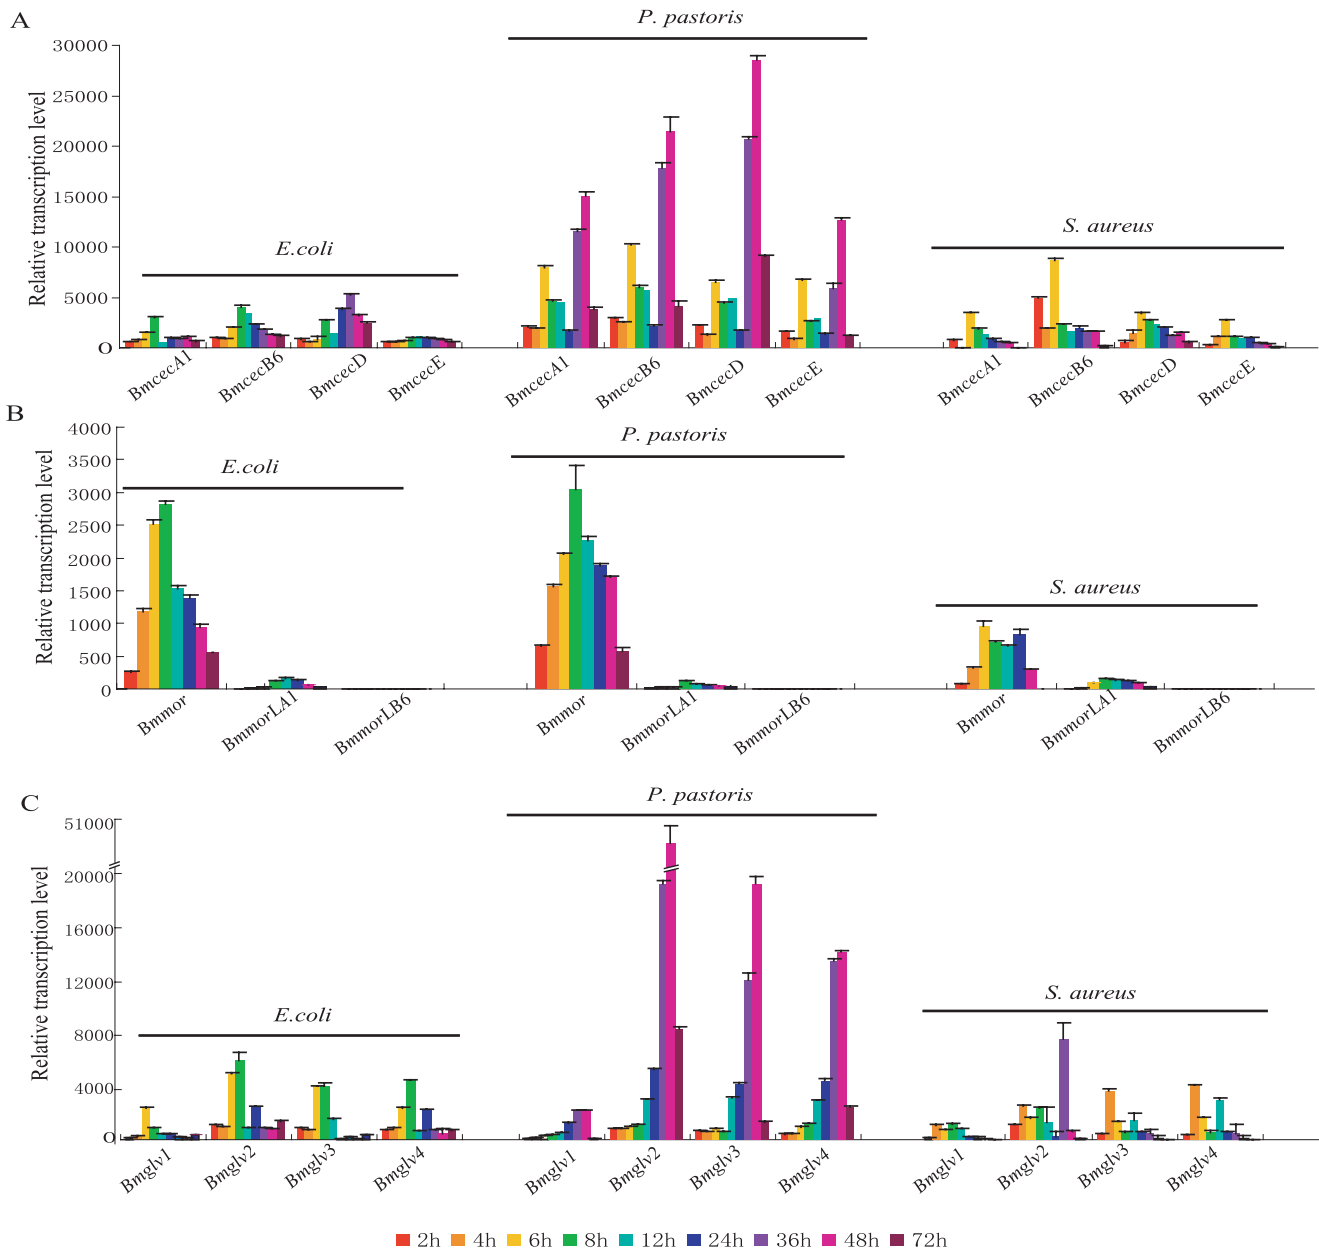 A
P. pastoris
30000
25000
20000
15000
10000
5000
0
Relative transcription level
E.coli
S. aureus
BmcecA1
BmcecB6
BmcecD
BmcecE
BmcecA1
BmcecB6
BmcecD
BmcecE
BmcecA1
BmcecB6
BmcecD
BmcecE
B
4000
3500
3000
2500
2000
1500
1000
500
0
Relative transcription level
E.coli
P. pastoris
S. aureus
Bmmor
BmmorLA1
BmmorLB6
Bmmor
BmmorLA1
BmmorLB6
Bmmor
BmmorLA1
BmmorLB6
C
P. pastoris
51000
20000
16000
12000
8000
4000
0
Relative transcription level
E.coli
S. aureus
Bmglv1
Bmglv2
Bmglv3
Bmglv4
Bmglv1
Bmglv2
Bmglv3
Bmglv4
Bmglv1
Bmglv2
Bmglv3
Bmglv4
2h 4h 6h 8h 12h 24h 36h 48h 72h